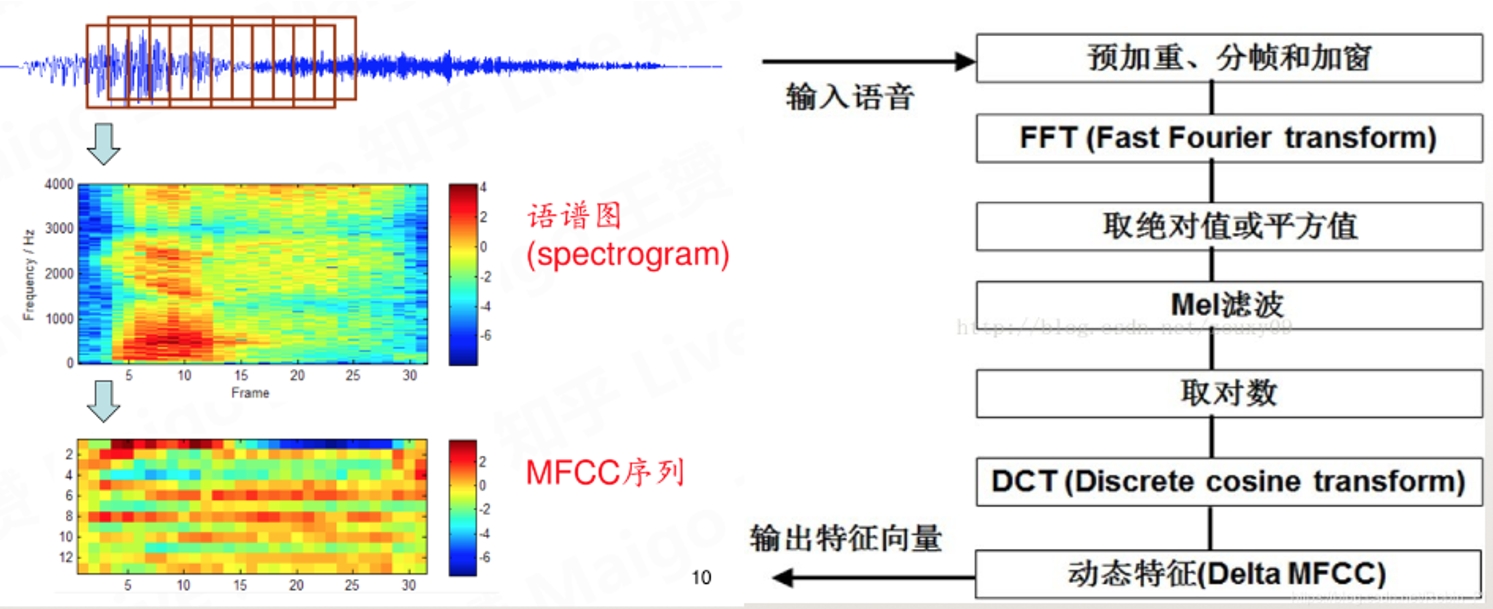 4000
3000
2000
1000
0
Frequency / Hz
5 10 15 20 25 30
Frame
4
2
0
-2
-4
-6
语谱图
(spectrogram)
2
4
6
8
10
12
5 10 15 20 25 30
2
0
-2
-4
-6
MFCC序列
10
输入语音
预加重、分帧和加窗
FFT (Fast Fourier transform)
取绝对值或平方值
Mel滤波
http://blog.csdn.net/zouxy09
取对数
DCT (Discrete cosine transform)
动态特征(Delta MFCC)
输出特征向量